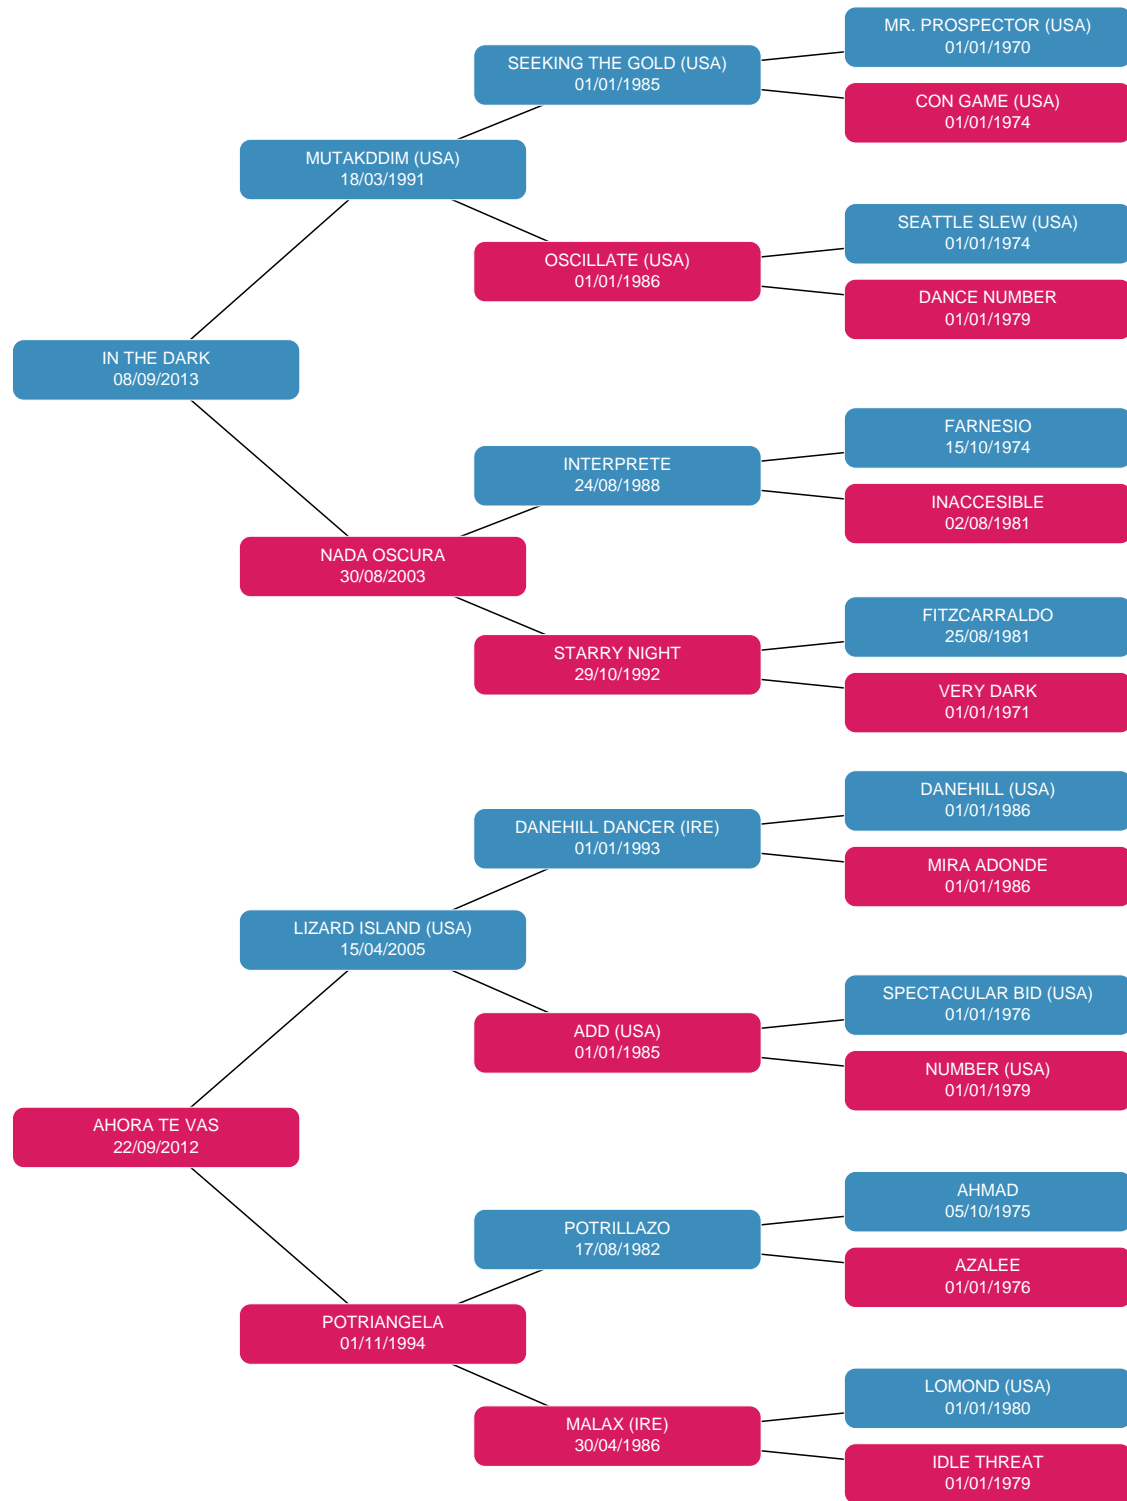 MR. PROSPECTOR (USA)
01/01/1970
SEEKING THE GOLD (USA)
01/01/1985
CON GAME (USA)
01/01/1974
MUTAKDDIM (USA)
18/03/1991
SEATTLE SLEW (USA)
01/01/1974
OSCILLATE (USA)
01/01/1986
DANCE NUMBER
01/01/1979
IN THE DARK
08/09/2013
FARNESIO
15/10/1974
INTERPRETE
24/08/1988
INACCESIBLE
02/08/1981
NADA OSCURA
30/08/2003
FITZCARRALDO
25/08/1981
STARRY NIGHT
29/10/1992
VERY DARK
01/01/1971
DANEHILL (USA)
01/01/1986
DANEHILL DANCER (IRE)
01/01/1993
MIRA ADONDE
01/01/1986
LIZARD ISLAND (USA)
15/04/2005
SPECTACULAR BID (USA)
01/01/1976
ADD (USA)
01/01/1985
NUMBER (USA)
01/01/1979
AHORA TE VAS
22/09/2012
AHMAD
05/10/1975
POTRILLAZO
17/08/1982
AZALEE
01/01/1976
POTRIANGELA
01/11/1994
LOMOND (USA)
01/01/1980
MALAX (IRE)
30/04/1986
IDLE THREAT
01/01/1979